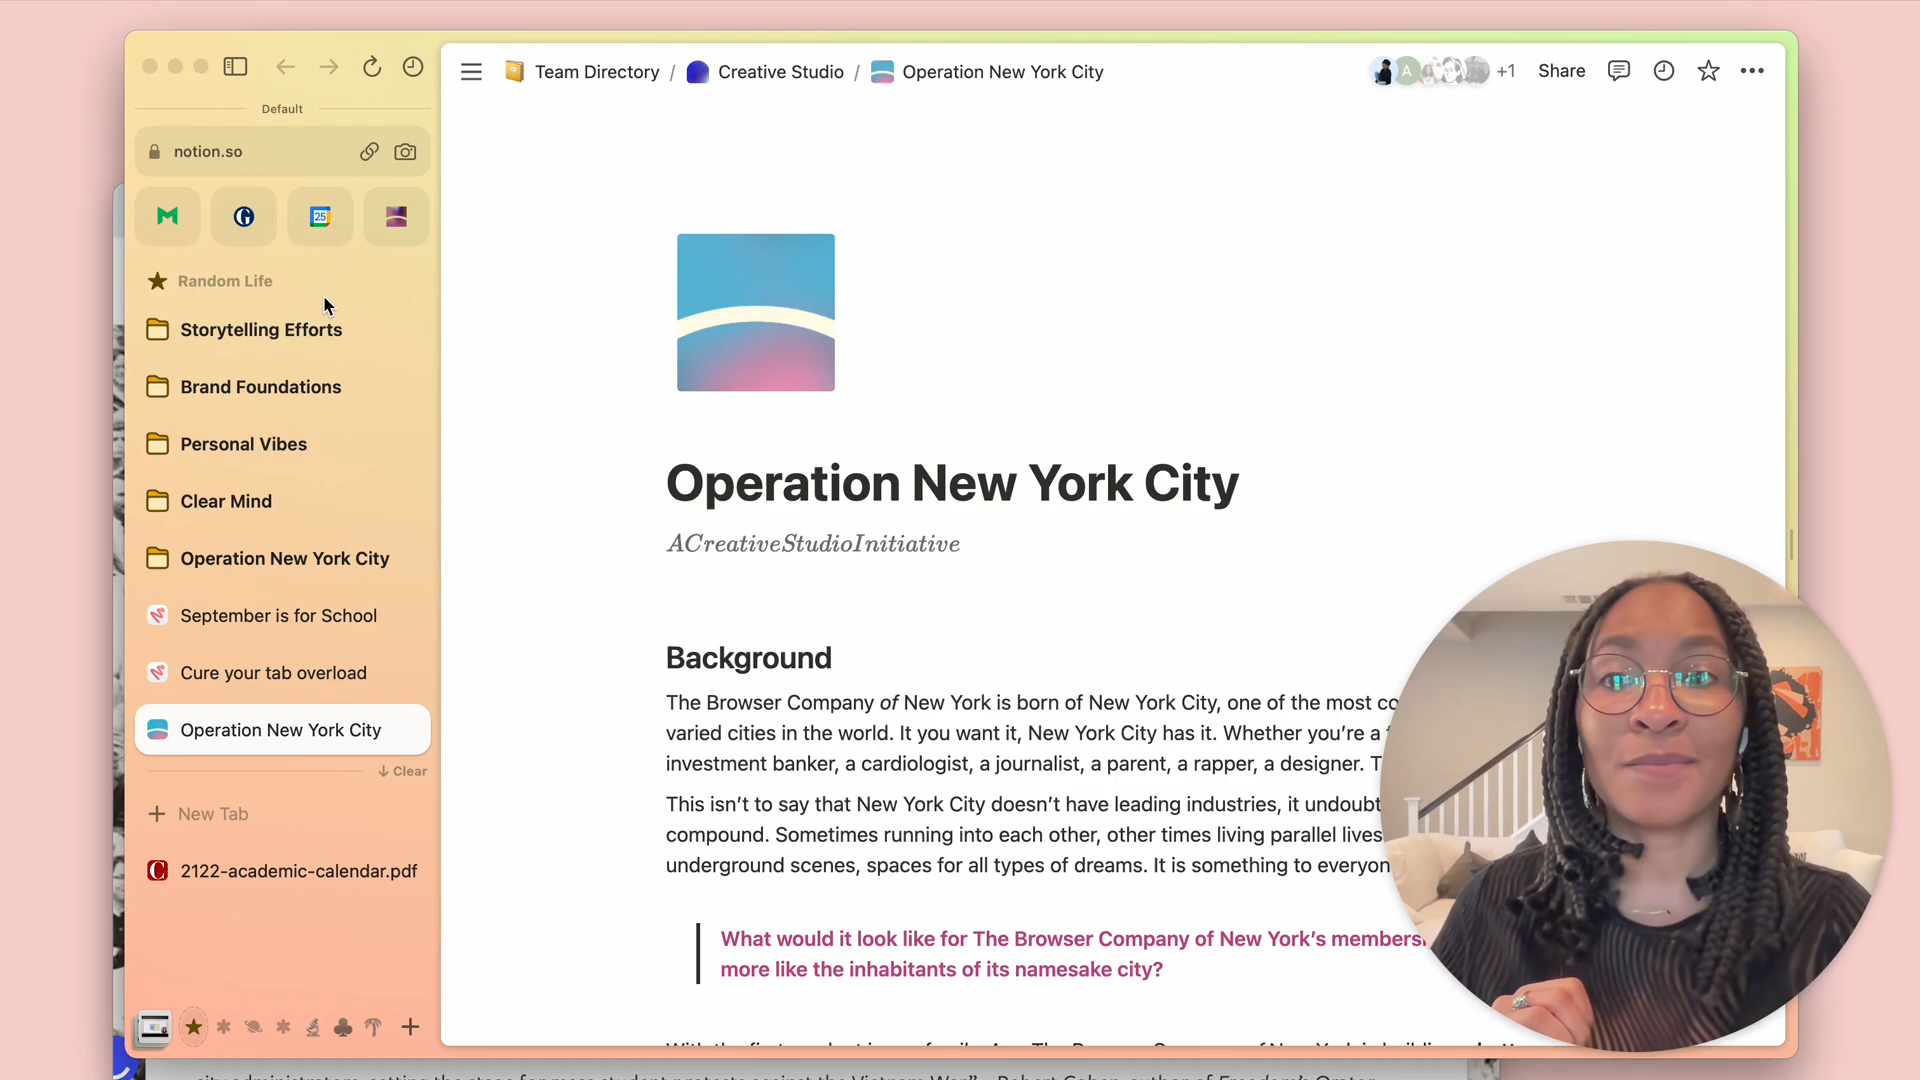 Default
notion.so
25
Random Life
Storytelling Efforts
Brand Foundations
Personal Vibes
Clear Mind
Operation New York City
September is for School
Cure your tab overload
Operation New York City
Clear
New Tab
2122-academic-calendar.pdf
Team Directory / Creative Studio / Operation New York City
A +1 Share
Operation New York City
ACreativeStudioInitiative
Background
The Browser Company of New York is born of New York City, one of the most co
varied cities in the world. It you want it, New York City has it. Whether you're a
investment banker, a cardiologist, a journalist, a parent, a rapper, a designer. T
This isn't to say that New York City doesn't have leading industries, it undoubt
compound. Sometimes running into each other, other times living parallel lives
underground scenes, spaces for all types of dreams. It is something to everyon
What would it look like for The Browser Company of New York's members
more like the inhabitants of its namesake city?